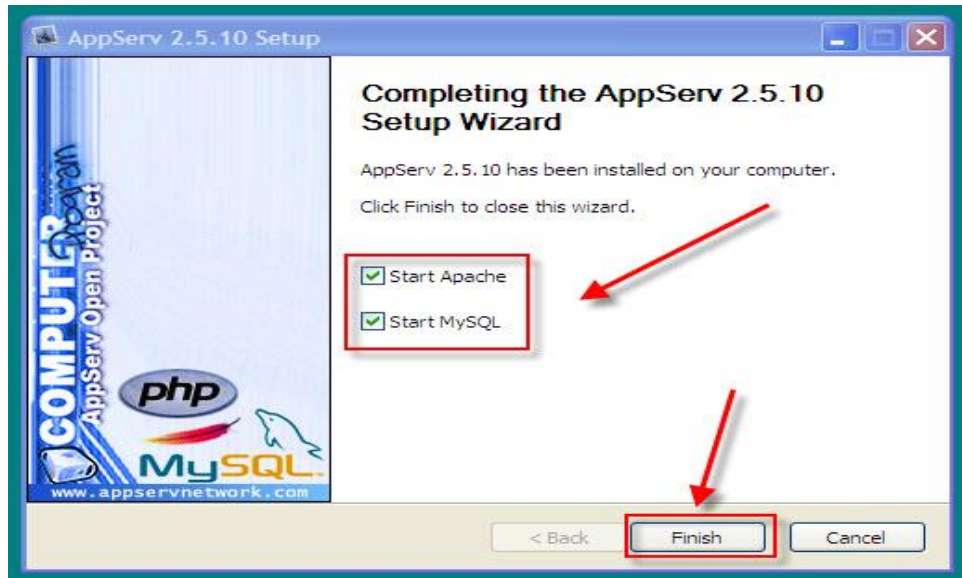 AppServ 2.5.10 Setup
Completing the AppServ 2.5.10
Setup Wizard
AppServ 2.5.10 has been installed on your computer.
Click Finish to close this wizard.
Start Apache
Start MySQL
COMPUTER
Program
AppServ Open Project
php
MySQL
www.appservnetwork.com
< Back
Finish
Cancel